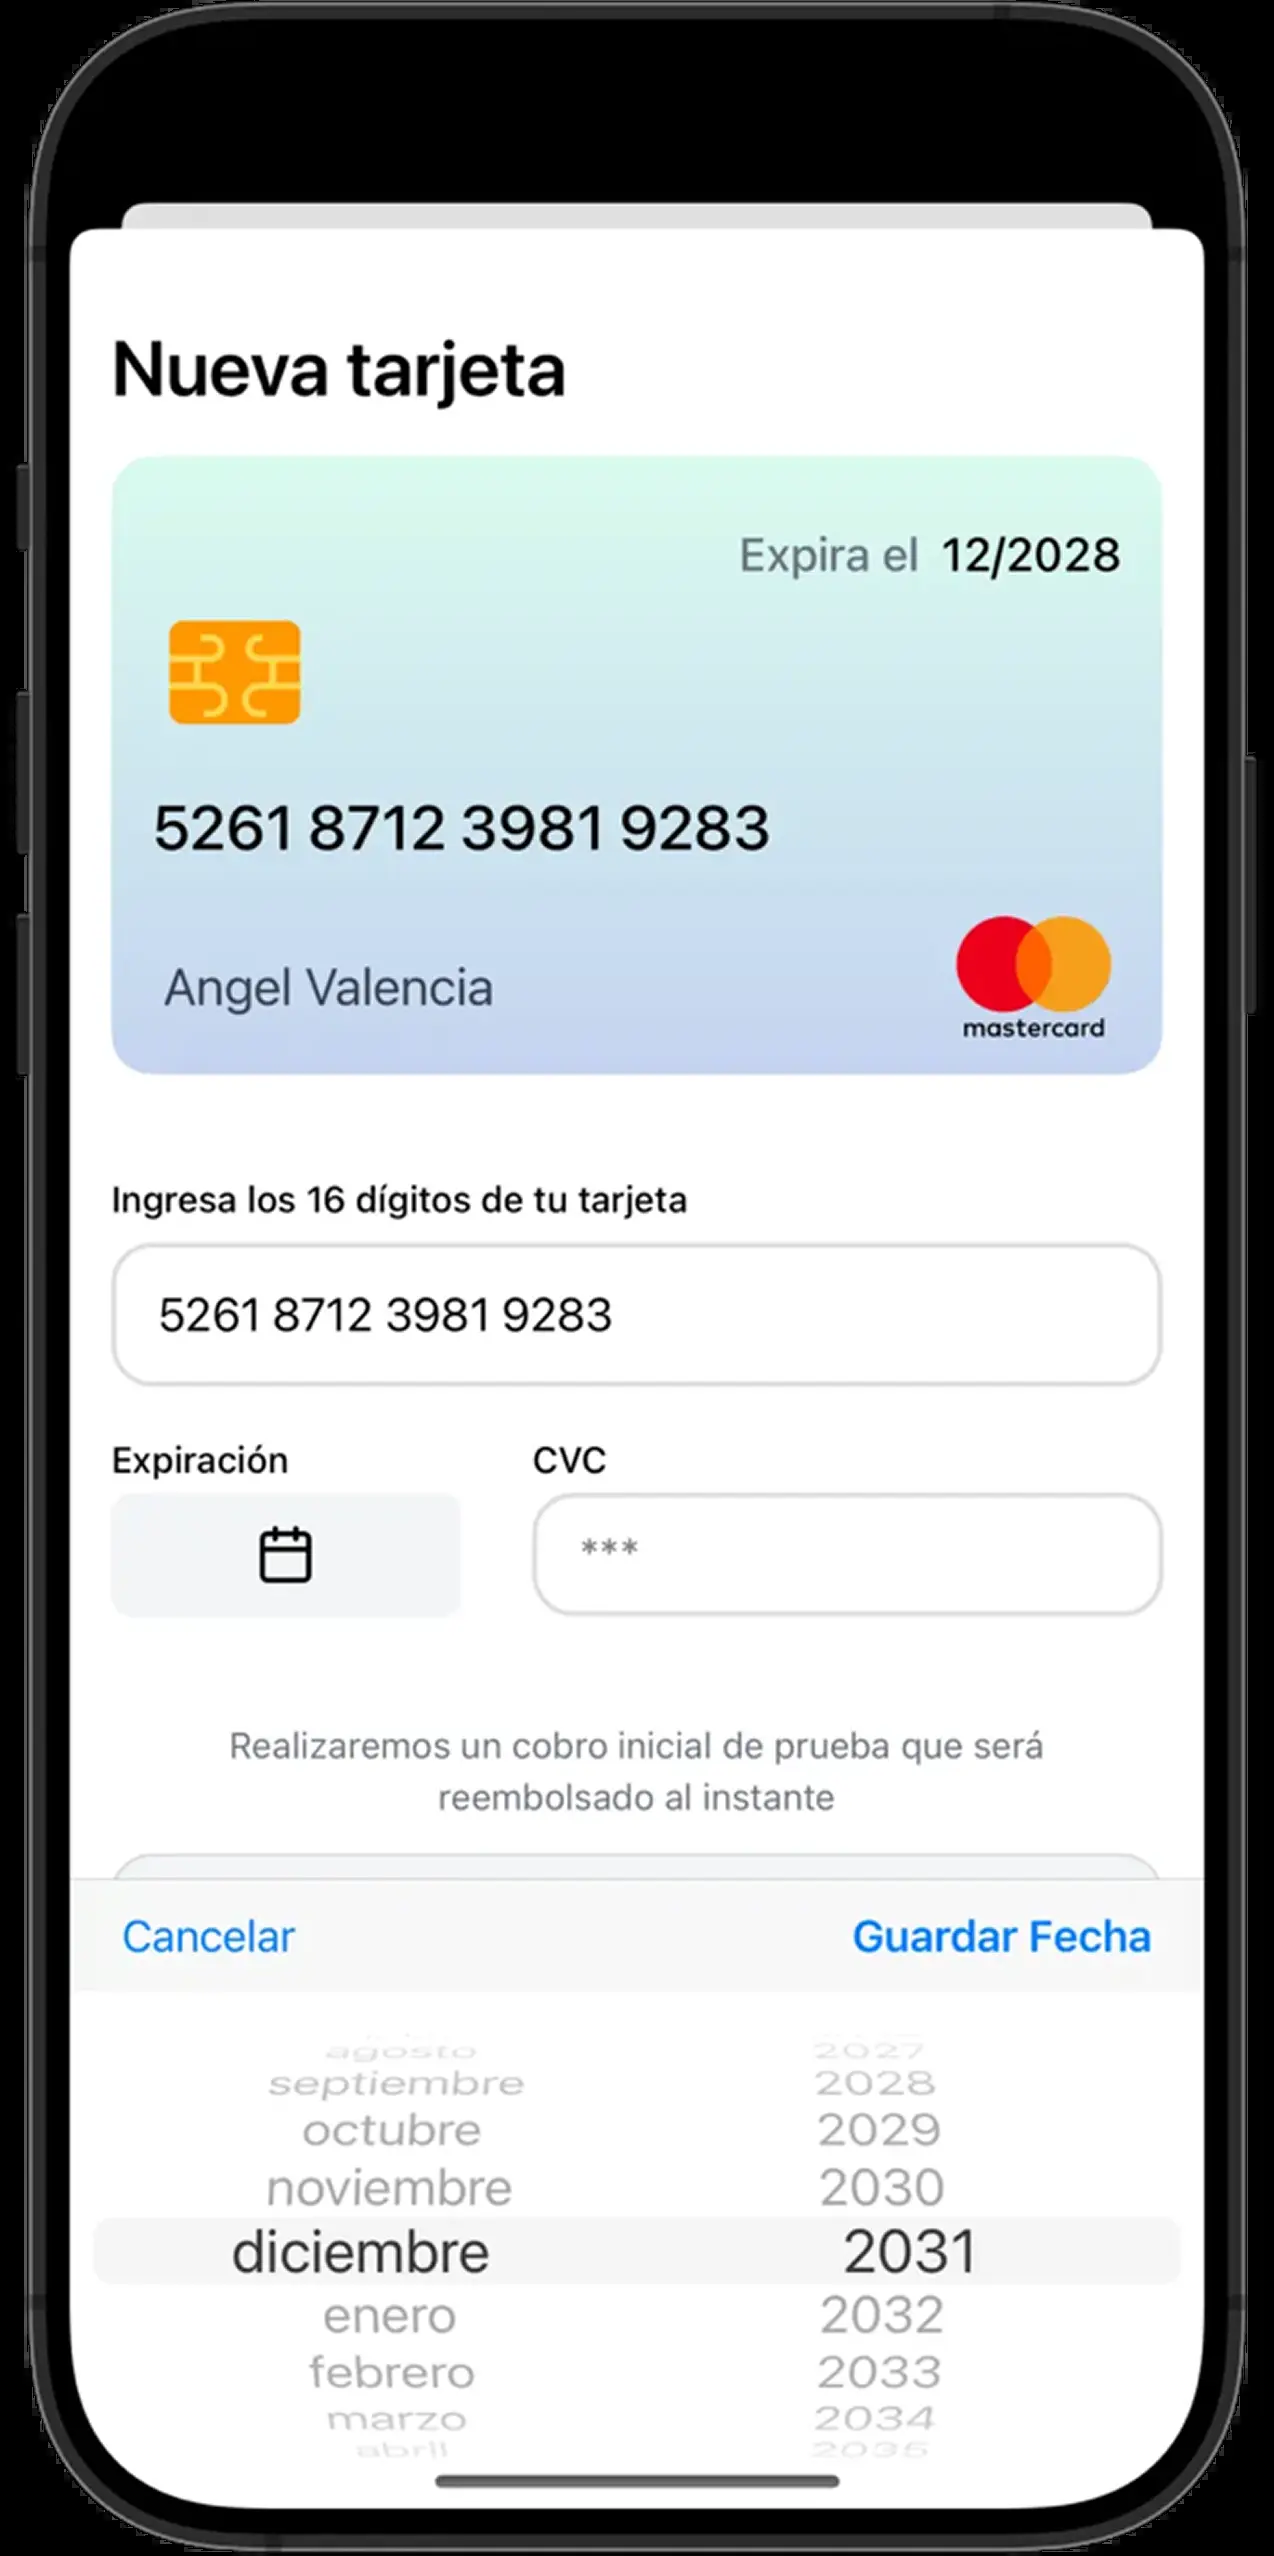 Nueva tarjeta
Expira el 12/2028
5261 8712 3981 9283
Angel Valencia
mastercard
Ingresa los 16 dígitos de tu tarjeta
5261 8712 3981 9283
Expiración CVC
***
Realizaremos un cobro inicial de prueba que será
reembolsado al instante
Cancelar Guardar Fecha
agosto 2027
septiembre 2028
octubre 2029
noviembre 2030
diciembre 2031
enero 2032
febrero 2033
marzo 2034
abril 2035